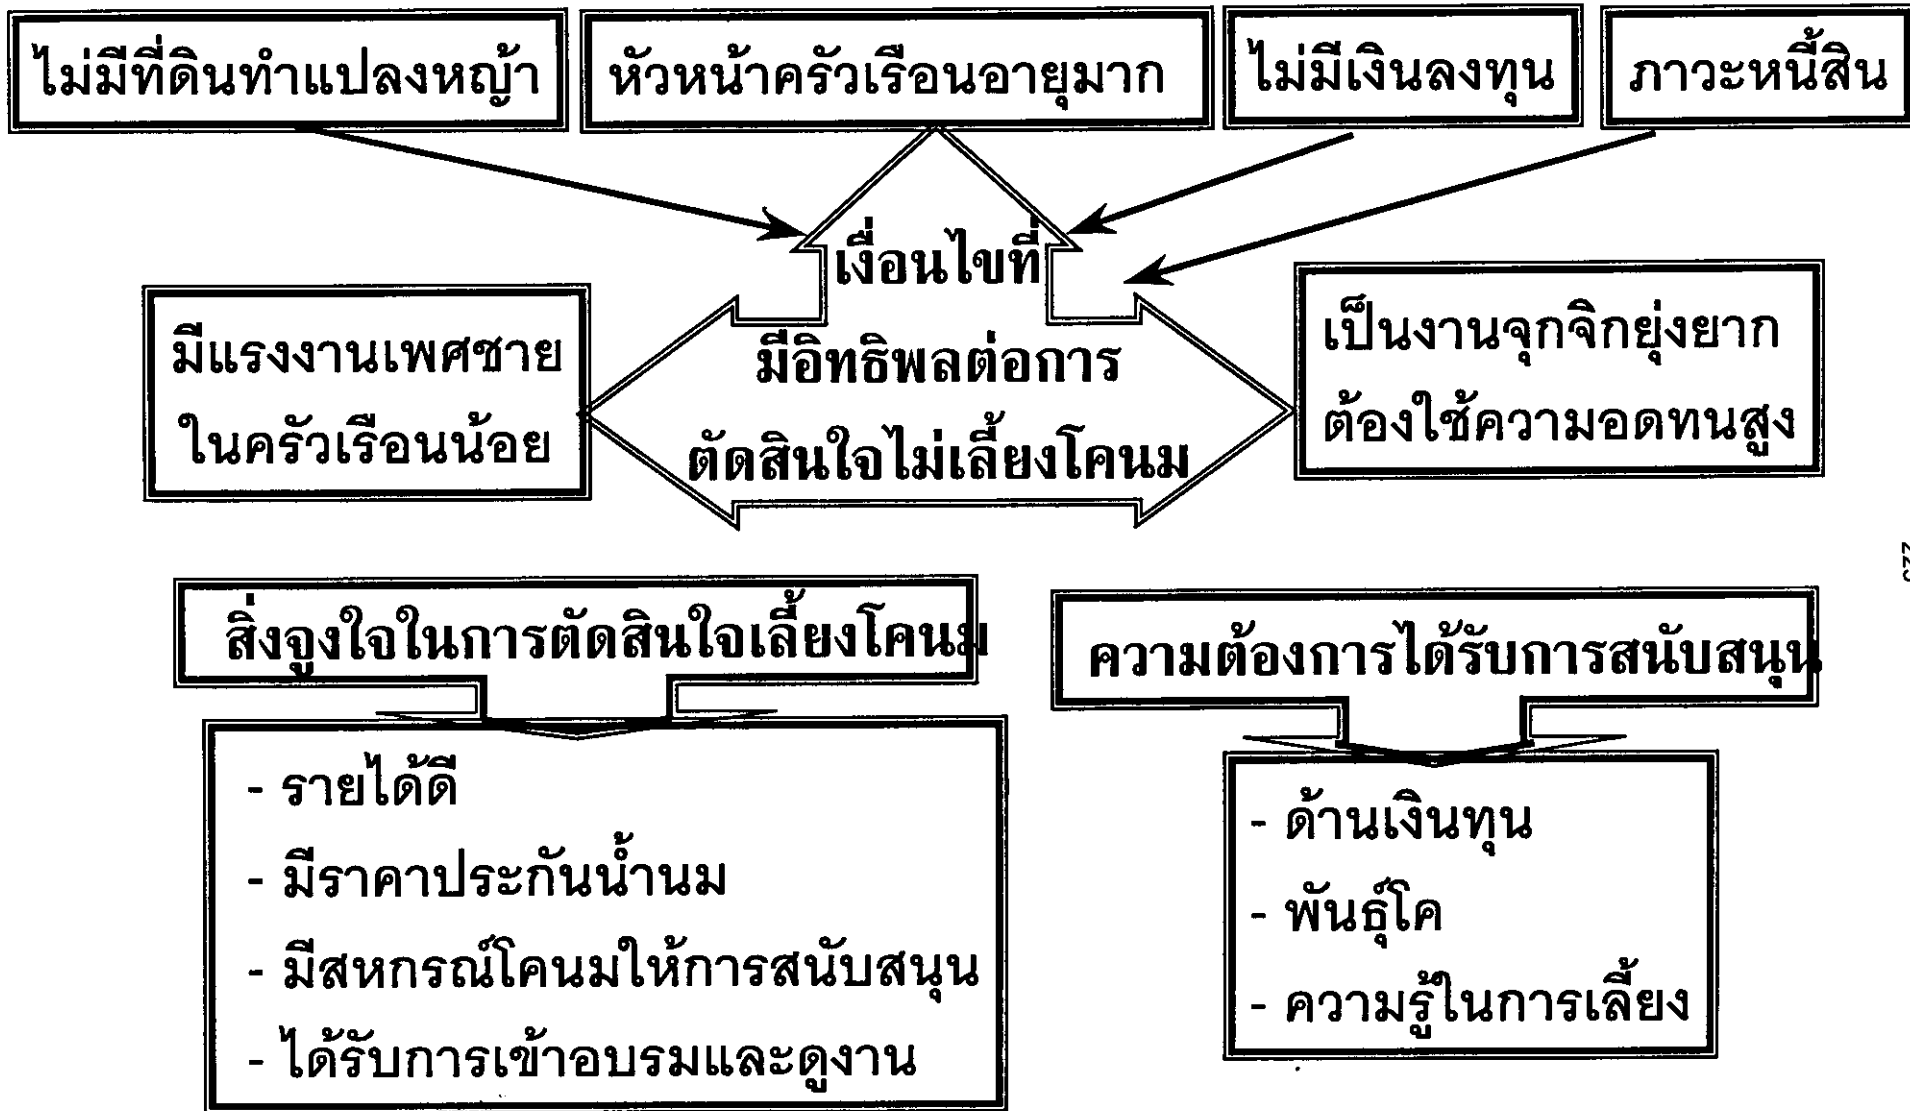 ไม่มีที่ดินทำแปลงหญ้า
หัวหน้าครัวเรือนอายุมาก
ไม่มีเงินลงทุน
ภาวะหนี้สิน
เงื่อนไขที่
มีอิทธิพลต่อการ
ตัดสินใจไม่เลี้ยงโคนม
มีแรงงานเพศชาย
ในครัวเรือนน้อย
เป็นงานจุกจิกยุ่งยาก
ต้องใช้ความอดทนสูง
สิ่งจูงใจในการตัดสินใจเลี้ยงโคนม
- รายได้ดี
- มีราคาประกันน้ำนม
- มีสหกรณ์โคนมให้การสนับสนุน
- ได้รับการเข้าอบรมและดูงาน
ความต้องการได้รับการสนับสนุน
- ด้านเงินทุน
- พันธุ์โค
- ความรู้ในการเลี้ยง